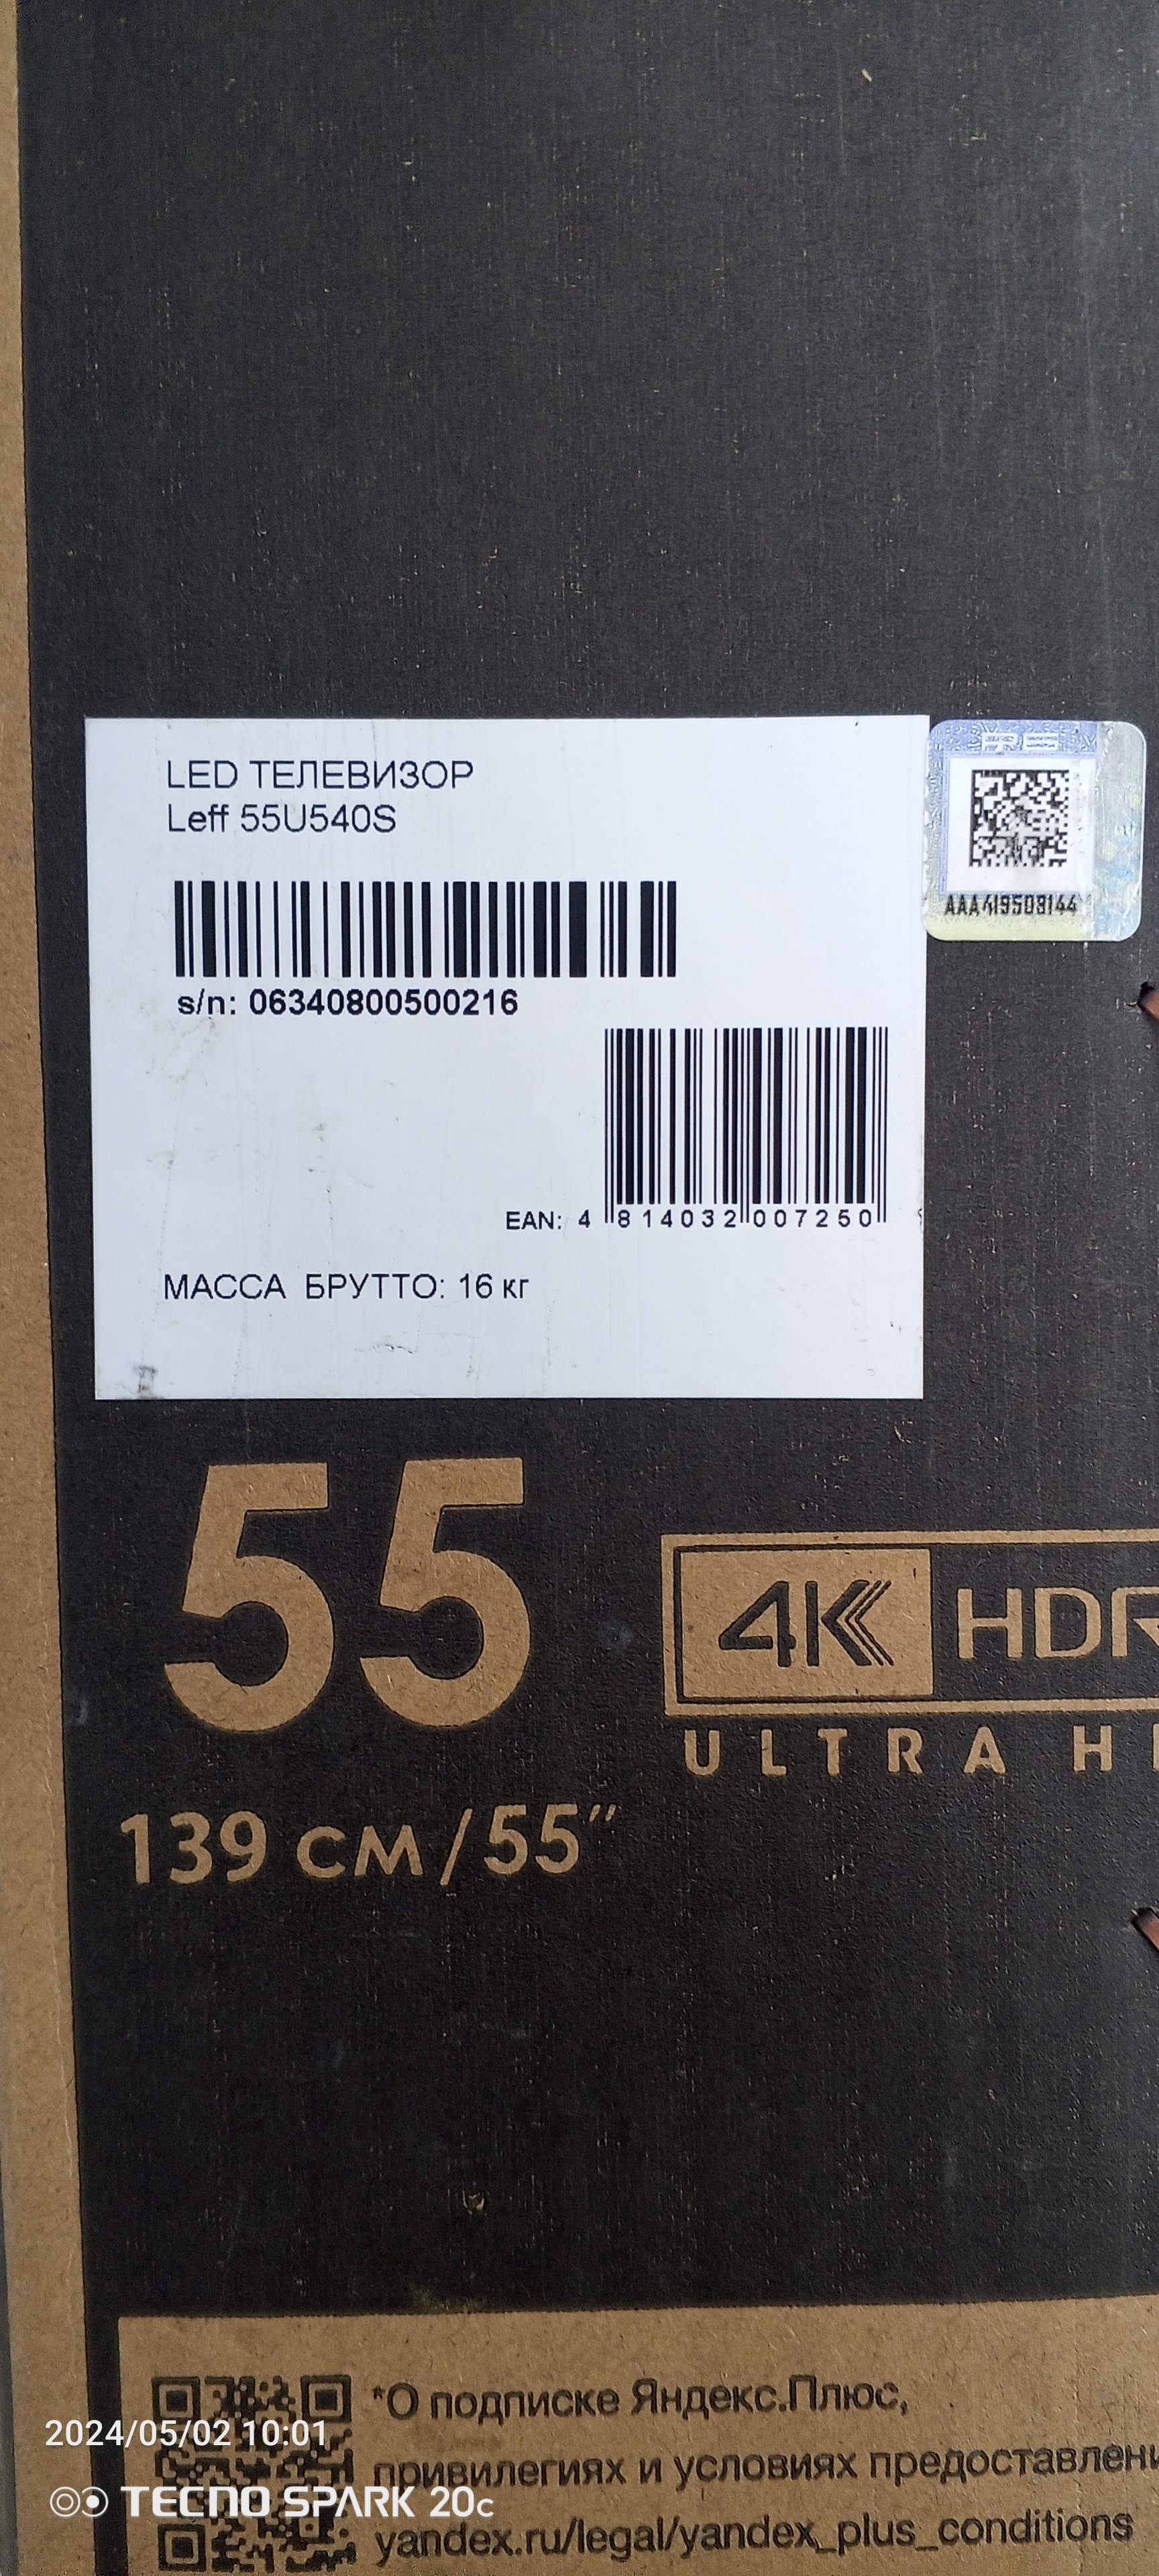 LED ТЕЛЕВИЗОР
Leff 55U540S
AAA419503144
s/n: 06340800500216
EAN: 4 814032 007250
МАССА БРУТТО: 16 кг
55
4K HDR
ULTRA H
139 см/55″
*О подписке Яндекс.Плюс,
привилегиях и условиях предоставлени
yandex.ru/legal/yandex_plus_conditions
2024/05/02 10:01
TECNO SPARK 20c